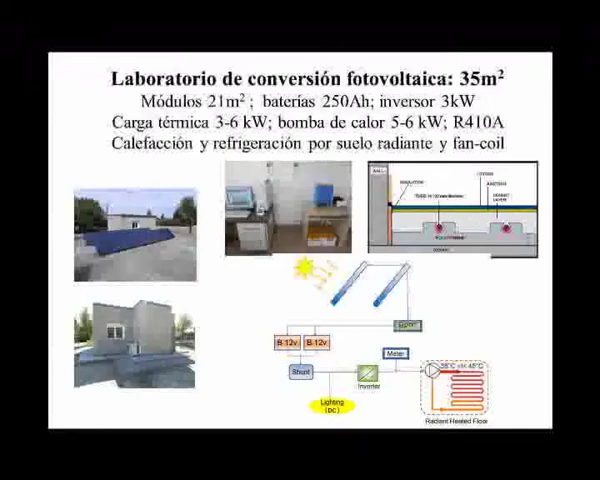 Laboratorio de conversión fotovoltaica: 35m²
Módulos 21m² ; baterías 250Ah; inversor 3kW
Carga térmica 3-6 kW; bomba de calor 5-6 kW; R410A
Calefacción y refrigeración por suelo radiante y fan-coil
B-12v B-12v
Meter
Shunt
Inverter
Lighting
(DC)
Radiant Heated Floor